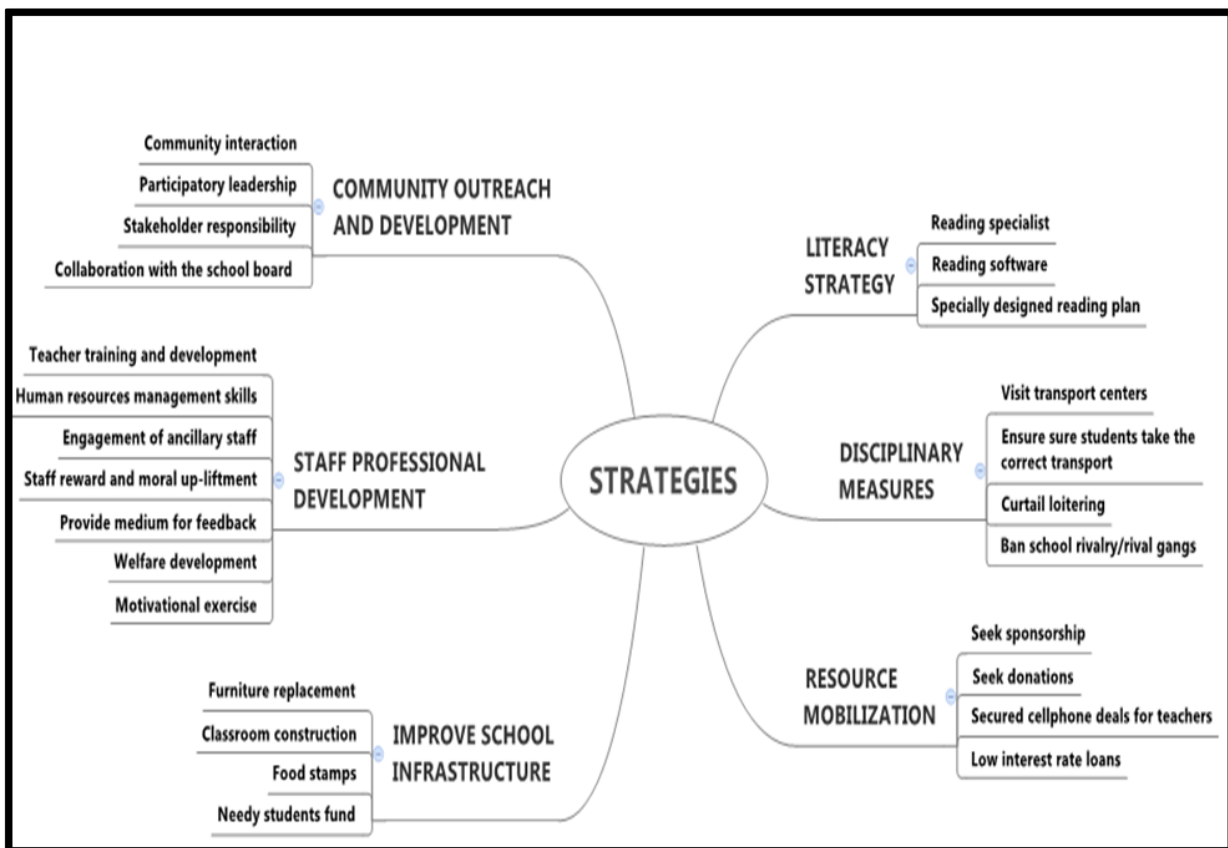 STRATEGIES
COMMUNITY OUTREACH
AND DEVELOPMENT
Community interaction
Participatory leadership
Stakeholder responsibility
Collaboration with the school board
STAFF PROFESSIONAL
DEVELOPMENT
Teacher training and development
Human resources management skills
Engagement of ancillary staff
Staff reward and moral up-liftment
Provide medium for feedback
Welfare development
Motivational exercise
IMPROVE SCHOOL
INFRASTRUCTURE
Furniture replacement
Classroom construction
Food stamps
Needy students fund
LITERACY
STRATEGY
Reading specialist
Reading software
Specially designed reading plan
DISCIPLINARY
MEASURES
Visit transport centers
Ensure sure students take the
correct transport
Curtail loitering
Ban school rivalry/rival gangs
RESOURCE
MOBILIZATION
Seek sponsorship
Seek donations
Secured cellphone deals for teachers
Low interest rate loans